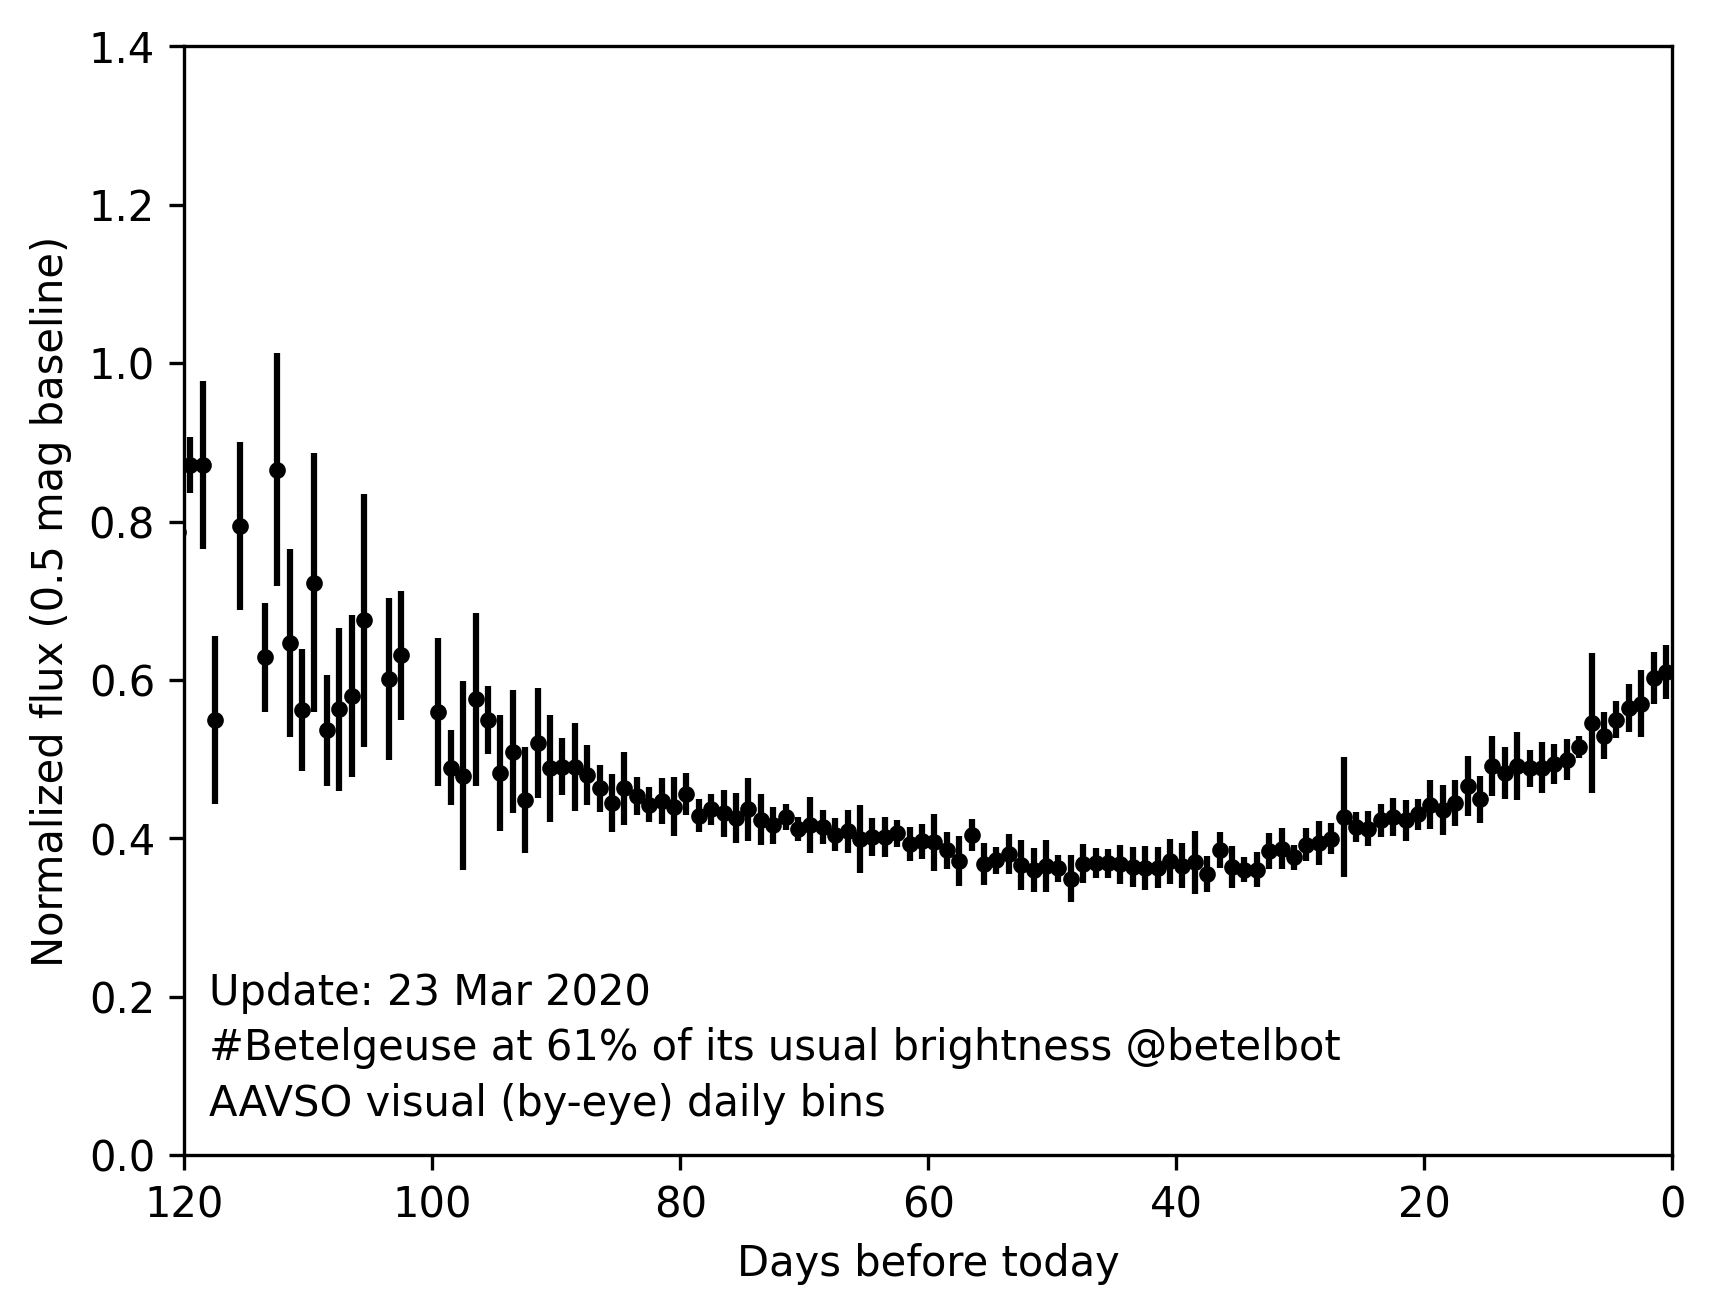 1.4
1.2
1.0
0.8
0.6
0.4
0.2
0.0
Normalized flux (0.5 mag baseline)
Update: 23 Mar 2020
#Betelgeuse at 61% of its usual brightness @betelbot
AAVSO visual (by-eye) daily bins
120 100 80 60 40 20 0
Days before today